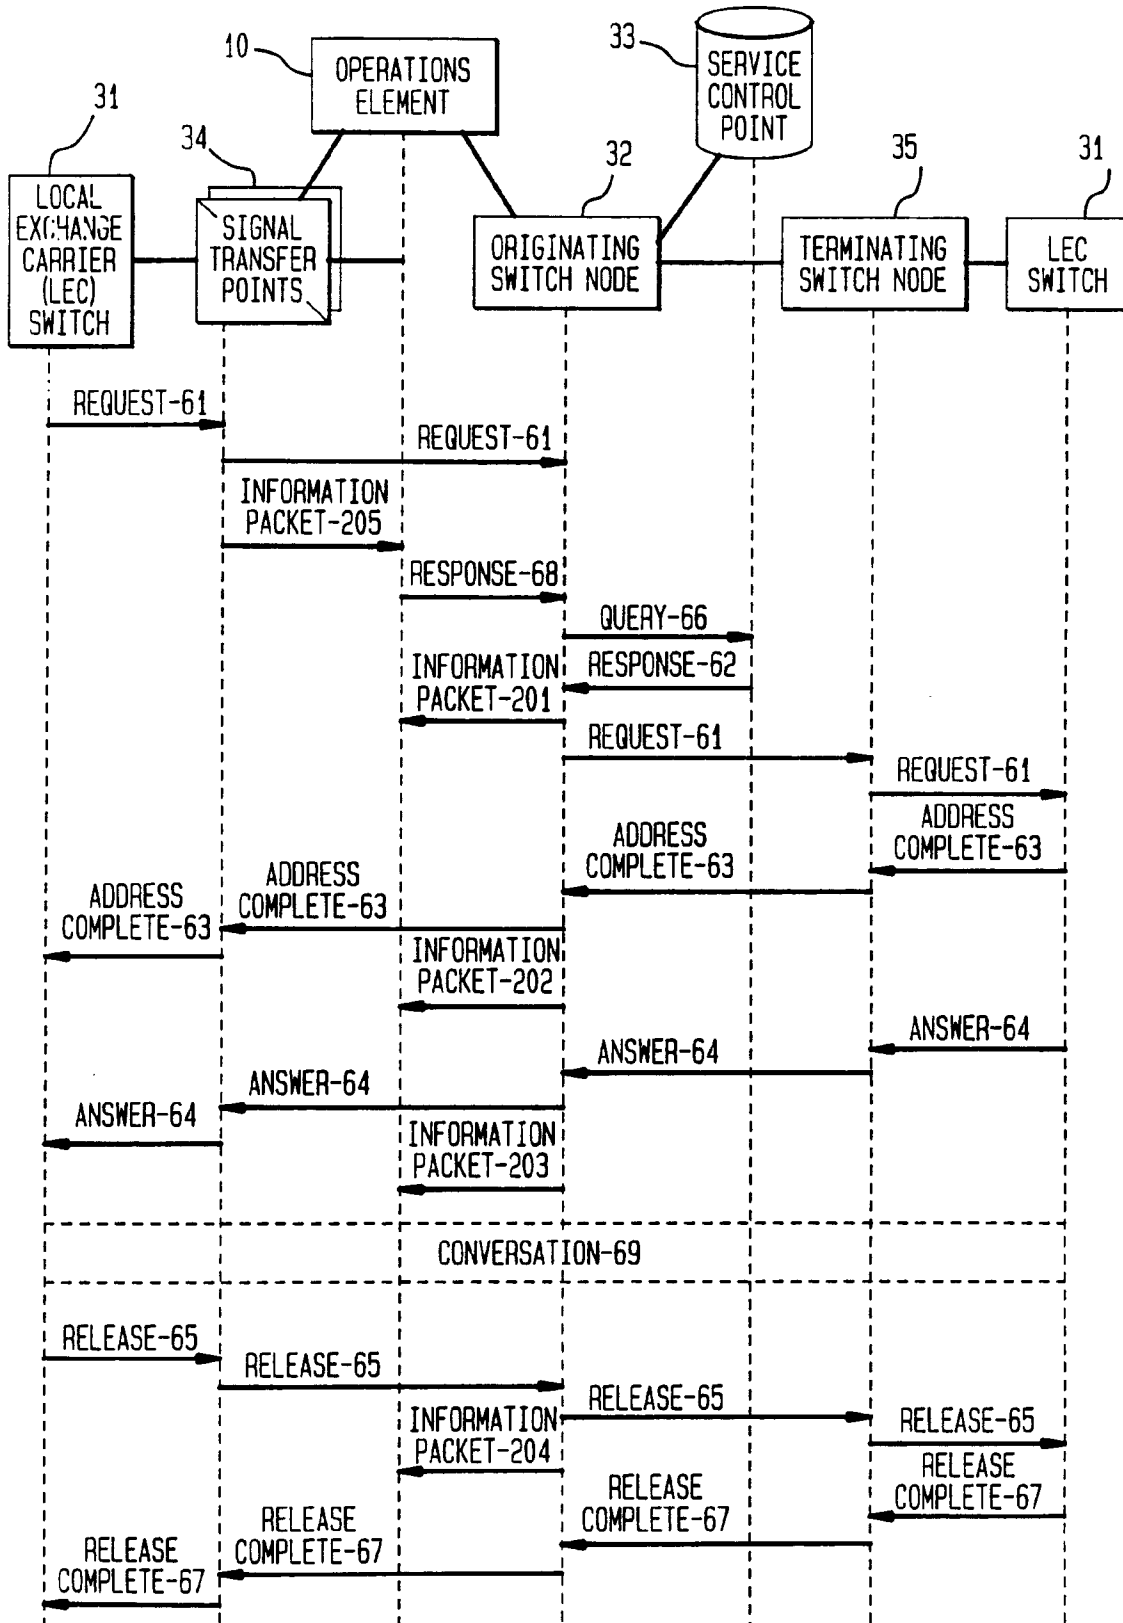 10
OPERATIONS
ELEMENT
33
SERVICE
CONTROL
POINT
31
LOCAL
EXCHANGE
CARRIER
(LEC)
SWITCH
34
SIGNAL
TRANSFER
POINTS
32
ORIGINATING
SWITCH NODE
35
TERMINATING
SWITCH NODE
31
LEC
SWITCH
REQUEST-61
REQUEST-61
INFORMATION
PACKET-205
RESPONSE-68
QUERY-66
RESPONSE-62
INFORMATION
PACKET-201
REQUEST-61
REQUEST-61
ADDRESS
COMPLETE-63
ADDRESS
COMPLETE-63
ADDRESS
COMPLETE-63
ADDRESS
COMPLETE-63
INFORMATION
PACKET-202
ANSWER-64
ANSWER-64
ANSWER-64
ANSWER-64
INFORMATION
PACKET-203
CONVERSATION-69
RELEASE-65
RELEASE-65
RELEASE-65
INFORMATION
PACKET-204
RELEASE-65
RELEASE
COMPLETE-67
RELEASE
COMPLETE-67
RELEASE
COMPLETE-67
RELEASE
COMPLETE-67